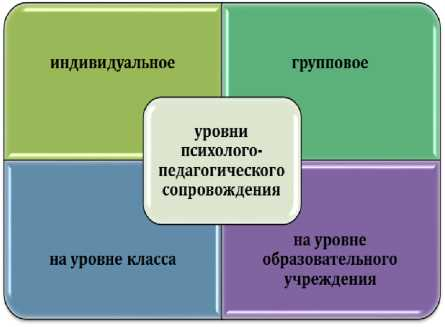 индивидуальное
групповое
уровни
психолого-
педагогического
сопровождения
на уровне класса
на уровне
образовательного
учреждения